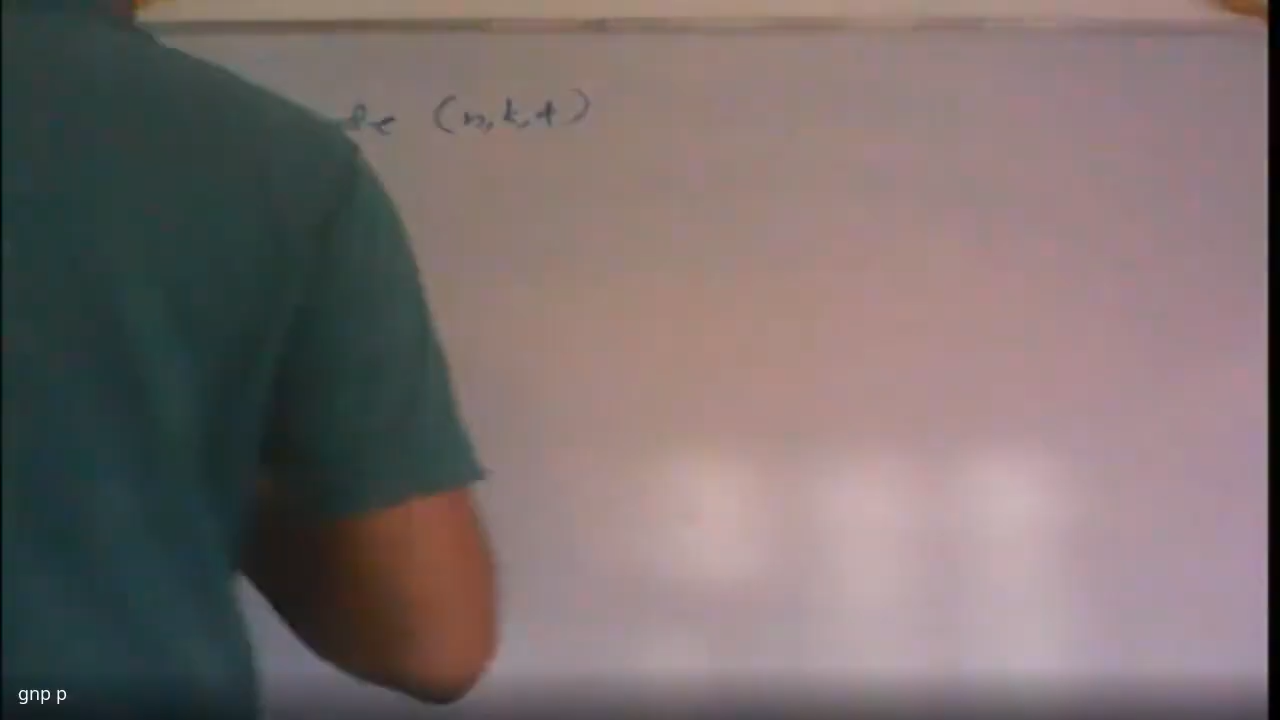 (n, k, t)
gnp p